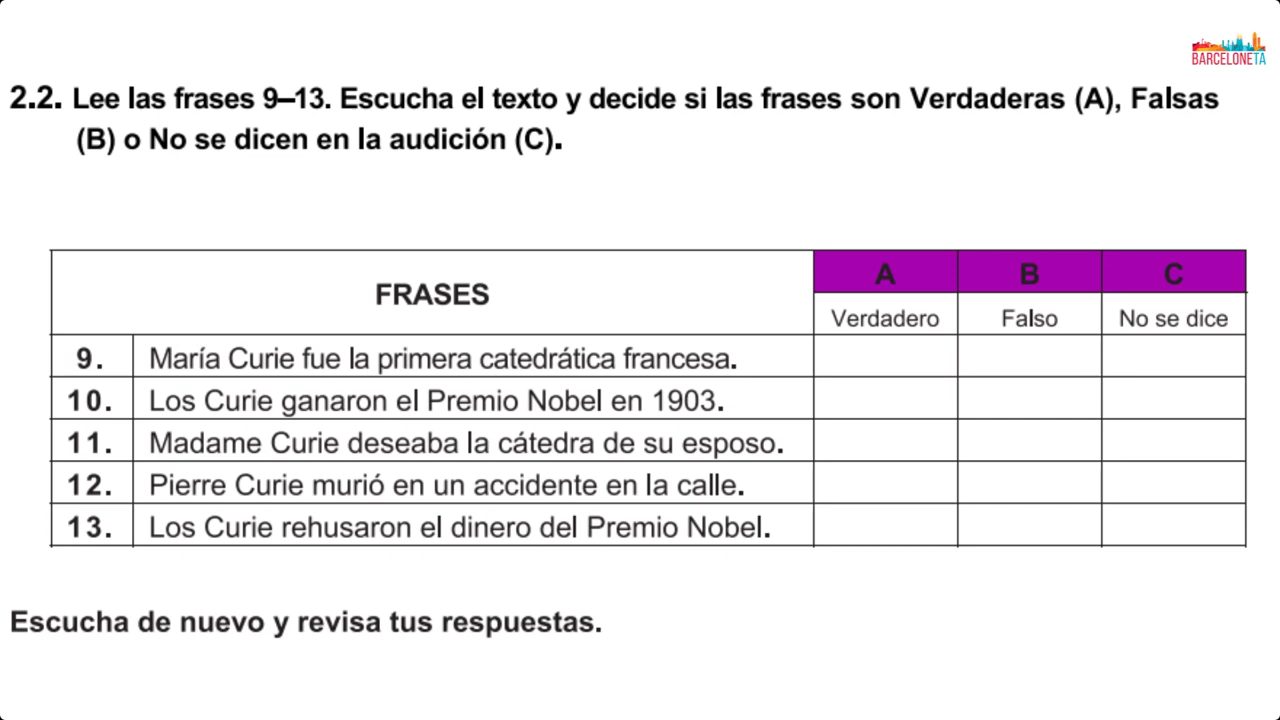 BARCELONETA
2.2. Lee las frases 9–13. Escucha el texto y decide si las frases son Verdaderas (A), Falsas
(B) o No se dicen en la audición (C).
FRASES A B C
Verdadero Falso No se dice
9. María Curie fue la primera catedrática francesa.
10. Los Curie ganaron el Premio Nobel en 1903.
11. Madame Curie deseaba la cátedra de su esposo.
12. Pierre Curie murió en un accidente en la calle.
13. Los Curie rehusaron el dinero del Premio Nobel.
Escucha de nuevo y revisa tus respuestas.